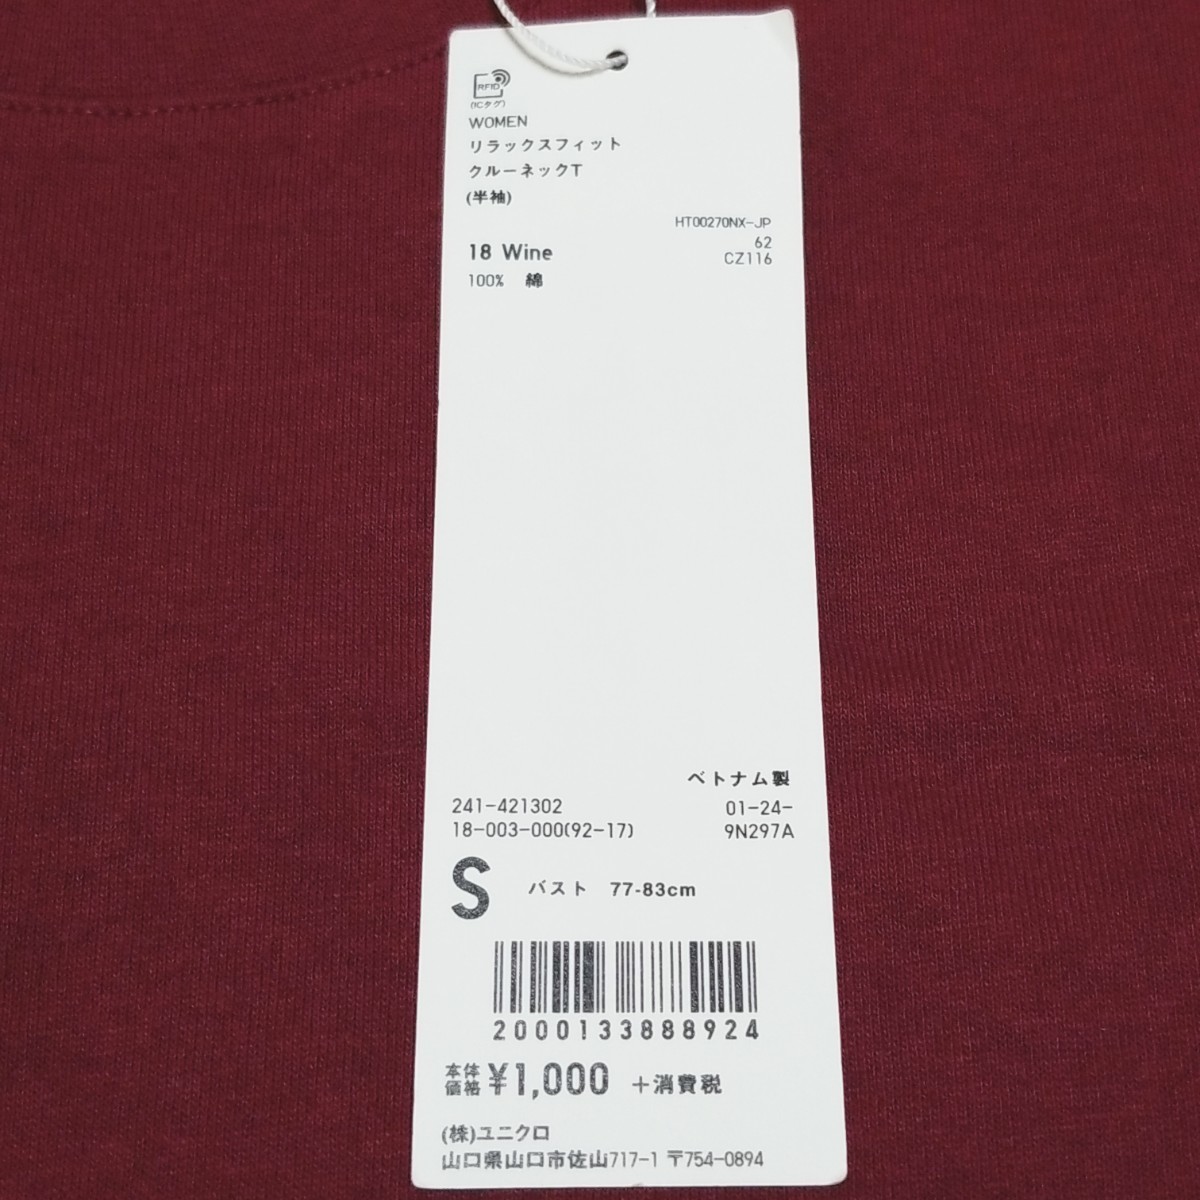 RFID
(ICタグ)
WOMEN
リラックスフィット
クルーネックT
(半袖)
HT00270NX-JP
62
18 Wine
CZ116
100% 綿
ベトナム製
241-421302
01-24-
18-003-000(92-17)
9N297A
S バスト 77-83cm
2000133888924
本体価格 ¥1,000 +消費税
(株)ユニクロ
山口県山口市佐山717-1 〒754-0894